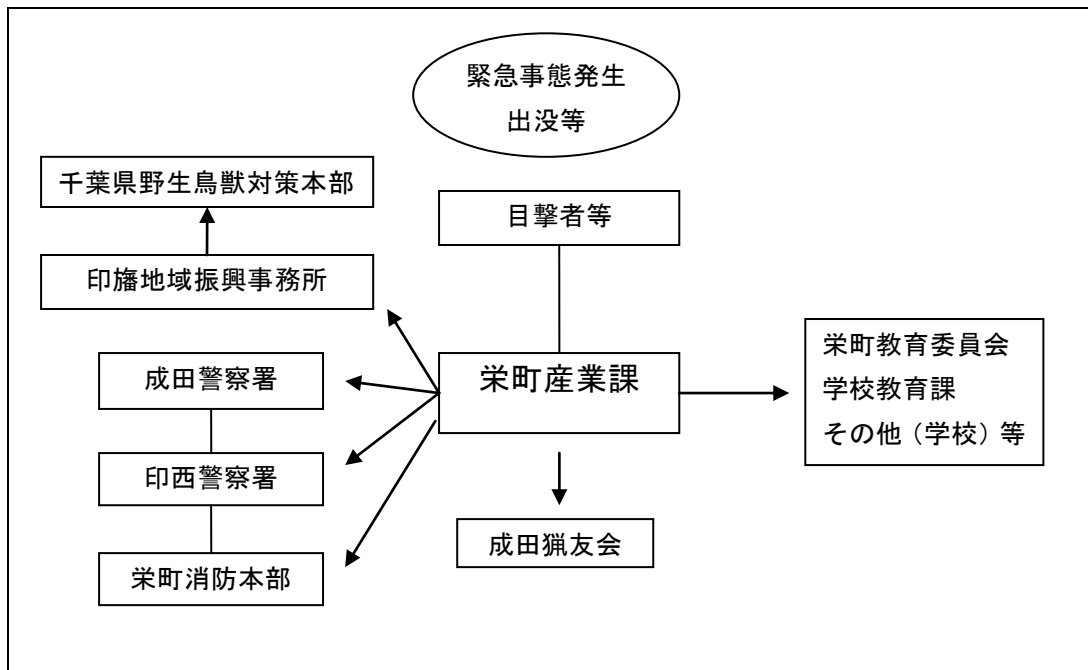 緊急事態発生
出没等
千葉県野生鳥獣対策本部
目撃者等
印旛地域振興事務所
成田警察署
栄町産業課
栄町教育委員会
学校教育課
その他（学校）等
印西警察署
成田猟友会
栄町消防本部